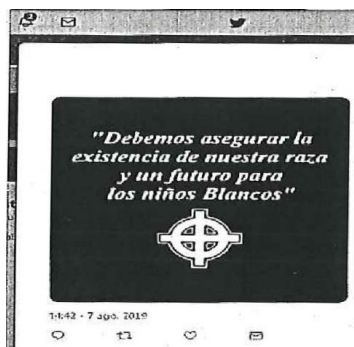 "Debemos asegurar la
existencia de nuestra raza
y un futuro para
los niños Blancos"
14:42 - 7 ago. 2019